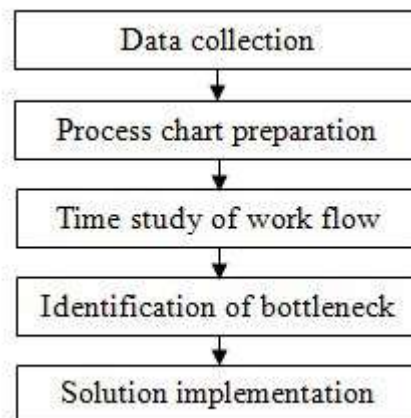 Data collection
Process chart preparation
Time study of work flow
Identification of bottleneck
Solution implementation